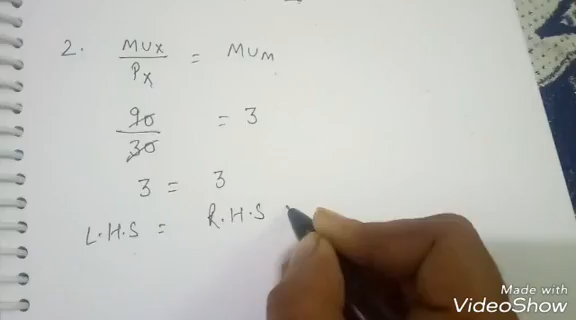 2. MUx/Px = MUM
90/30 = 3
3 = 3
L.H.S = R.H.S
Made with
VideoShow